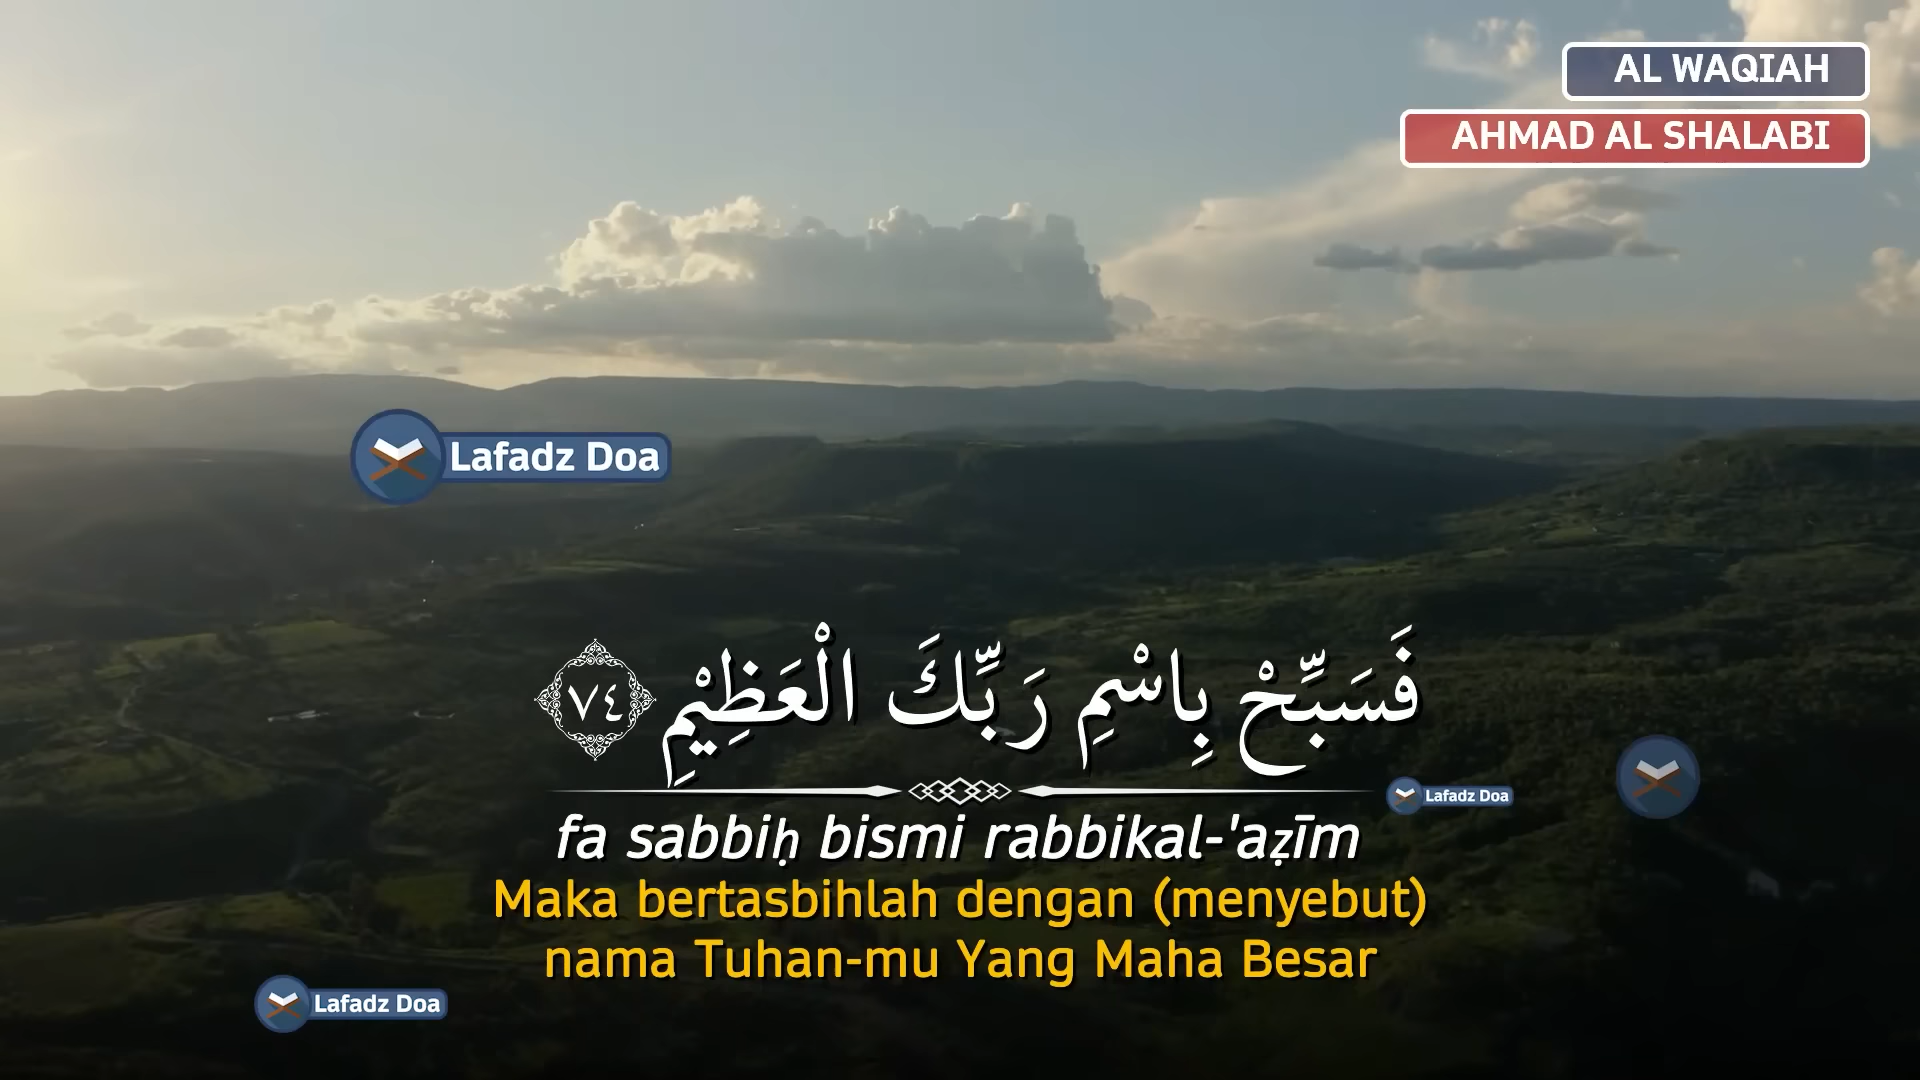 AL WAQIAH
AHMAD AL SHALABI
Lafadz Doa
فَسَبِّحْ بِاسْمِ رَبِّكَ الْعَظِيْمِ ٧٤
Lafadz Doa
fa sabbiḥ bismi rabbikal-'aẓīm
Maka bertasbihlah dengan (menyebut)
nama Tuhan-mu Yang Maha Besar
Lafadz Doa